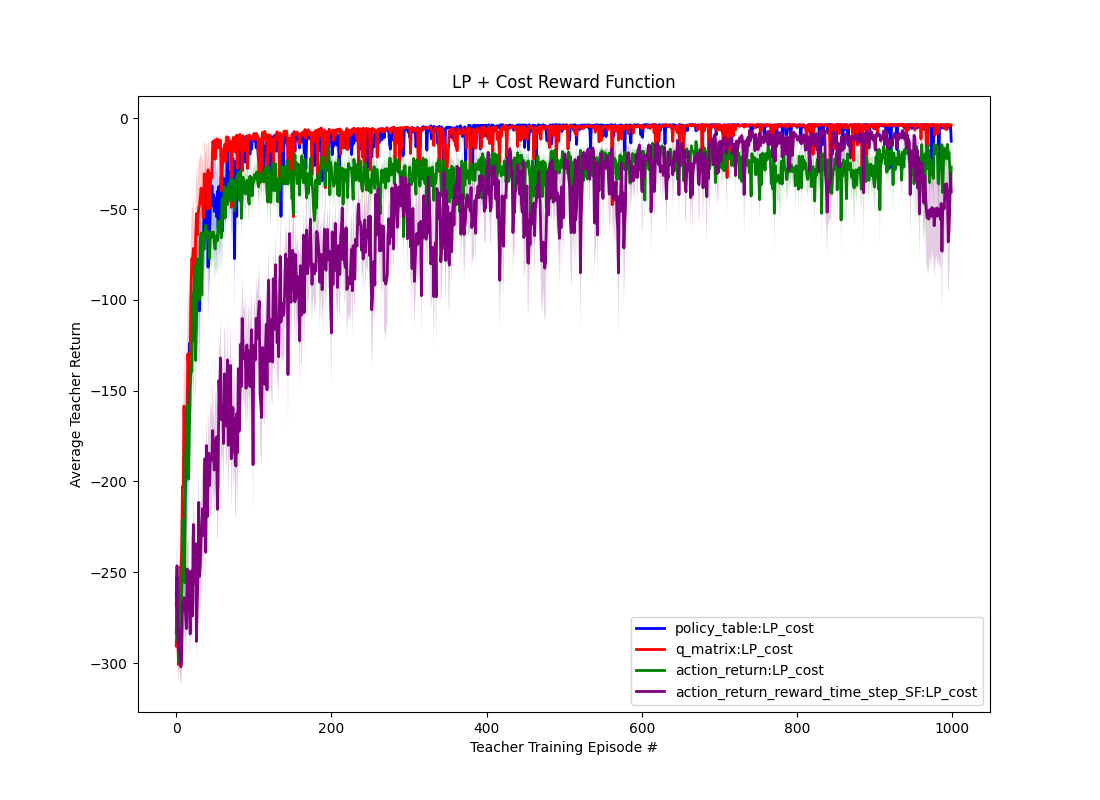 LP + Cost Reward Function
Average Teacher Return
0
−50
−100
−150
−200
−250
−300
0
200
400
600
800
1000
Teacher Training Episode #
policy_table:LP_cost
q_matrix:LP_cost
action_return:LP_cost
action_return_reward_time_step_SF:LP_cost